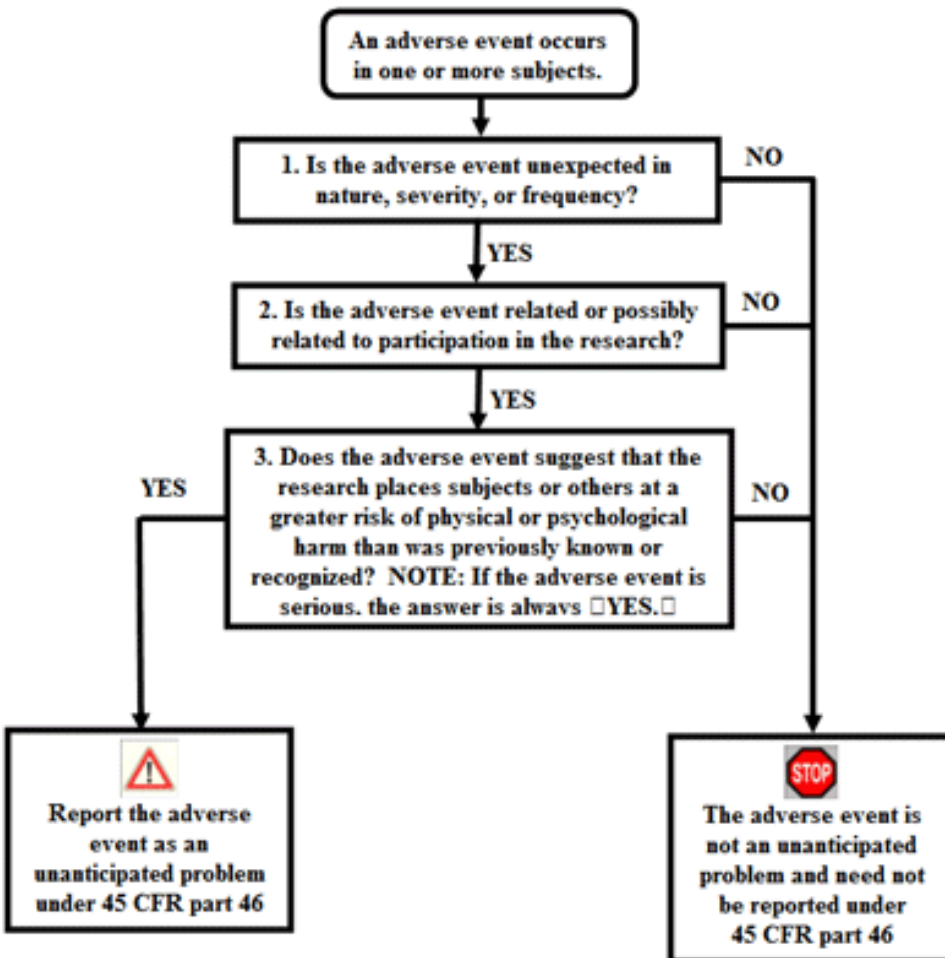 An adverse event occurs
in one or more subjects.
1. Is the adverse event unexpected in
nature, severity, or frequency?
NO
YES
2. Is the adverse event related or possibly
related to participation in the research?
NO
YES
3. Does the adverse event suggest that the
research places subjects or others at a
greater risk of physical or psychological
harm than was previously known or
recognized? NOTE: If the adverse event is
serious, the answer is always □YES.□
YES
NO
Report the adverse
event as an
unanticipated problem
under 45 CFR part 46
STOP
The adverse event is
not an unanticipated
problem and need not
be reported under
45 CFR part 46